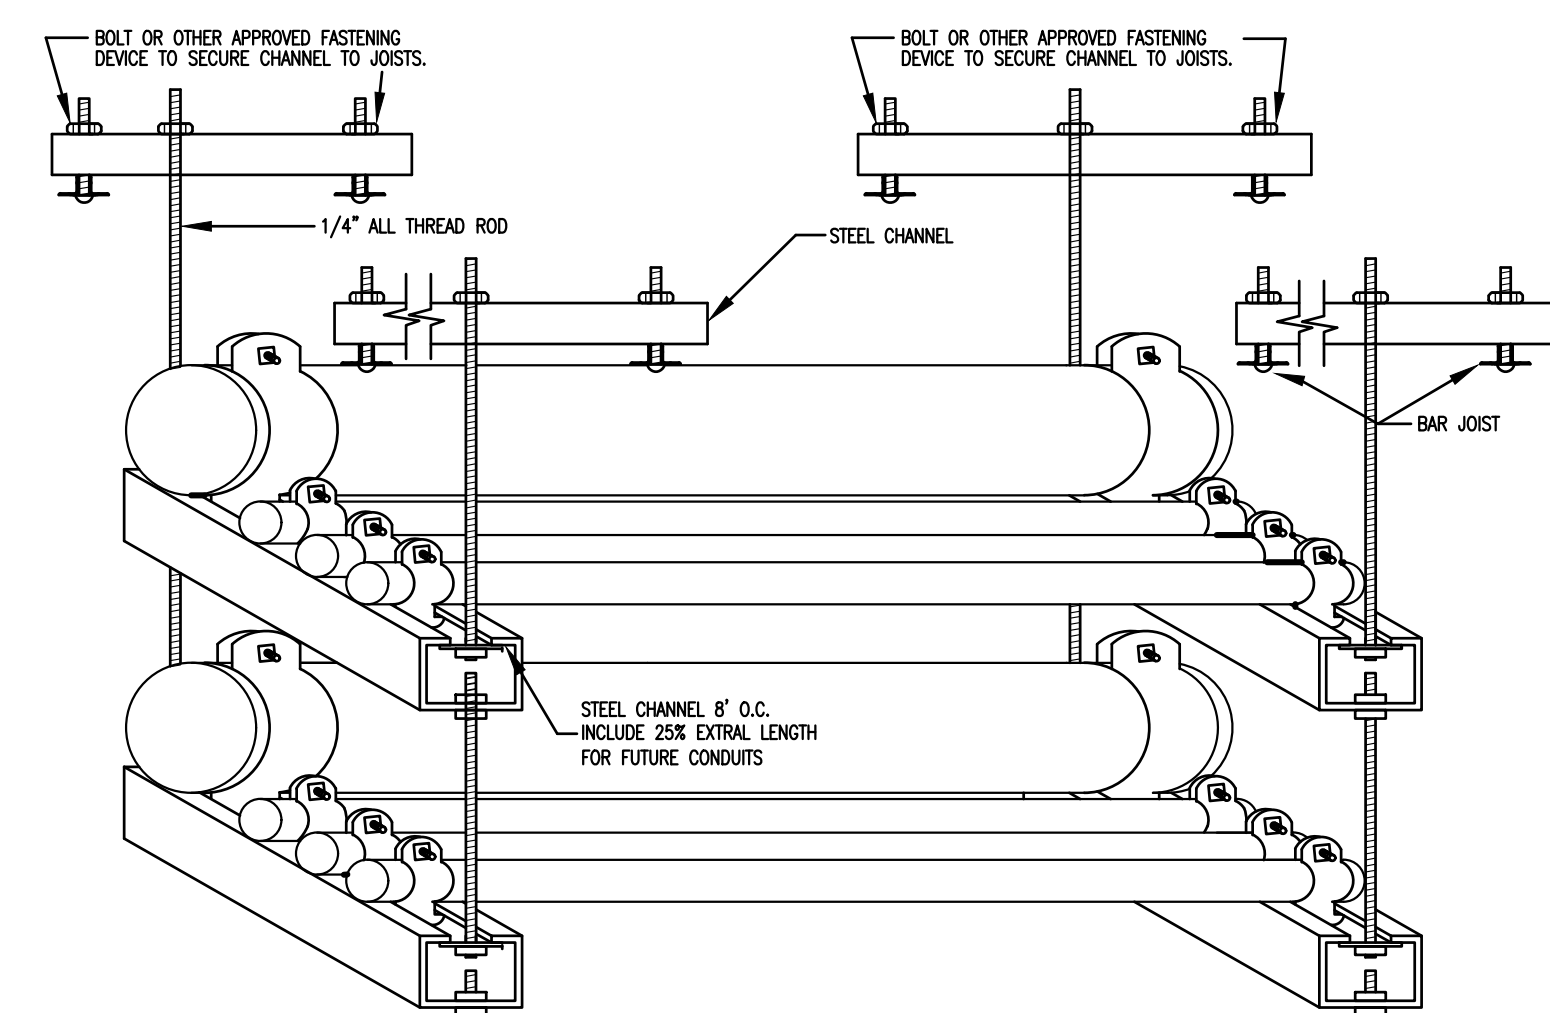 BOLT OR OTHER APPROVED FASTENING
DEVICE TO SECURE CHANNEL TO JOISTS.
BOLT OR OTHER APPROVED FASTENING
DEVICE TO SECURE CHANNEL TO JOISTS.
1/4" ALL THREAD ROD
STEEL CHANNEL
BAR JOIST
STEEL CHANNEL 8' O.C.
INCLUDE 25% EXTRAL LENGTH
FOR FUTURE CONDUITS